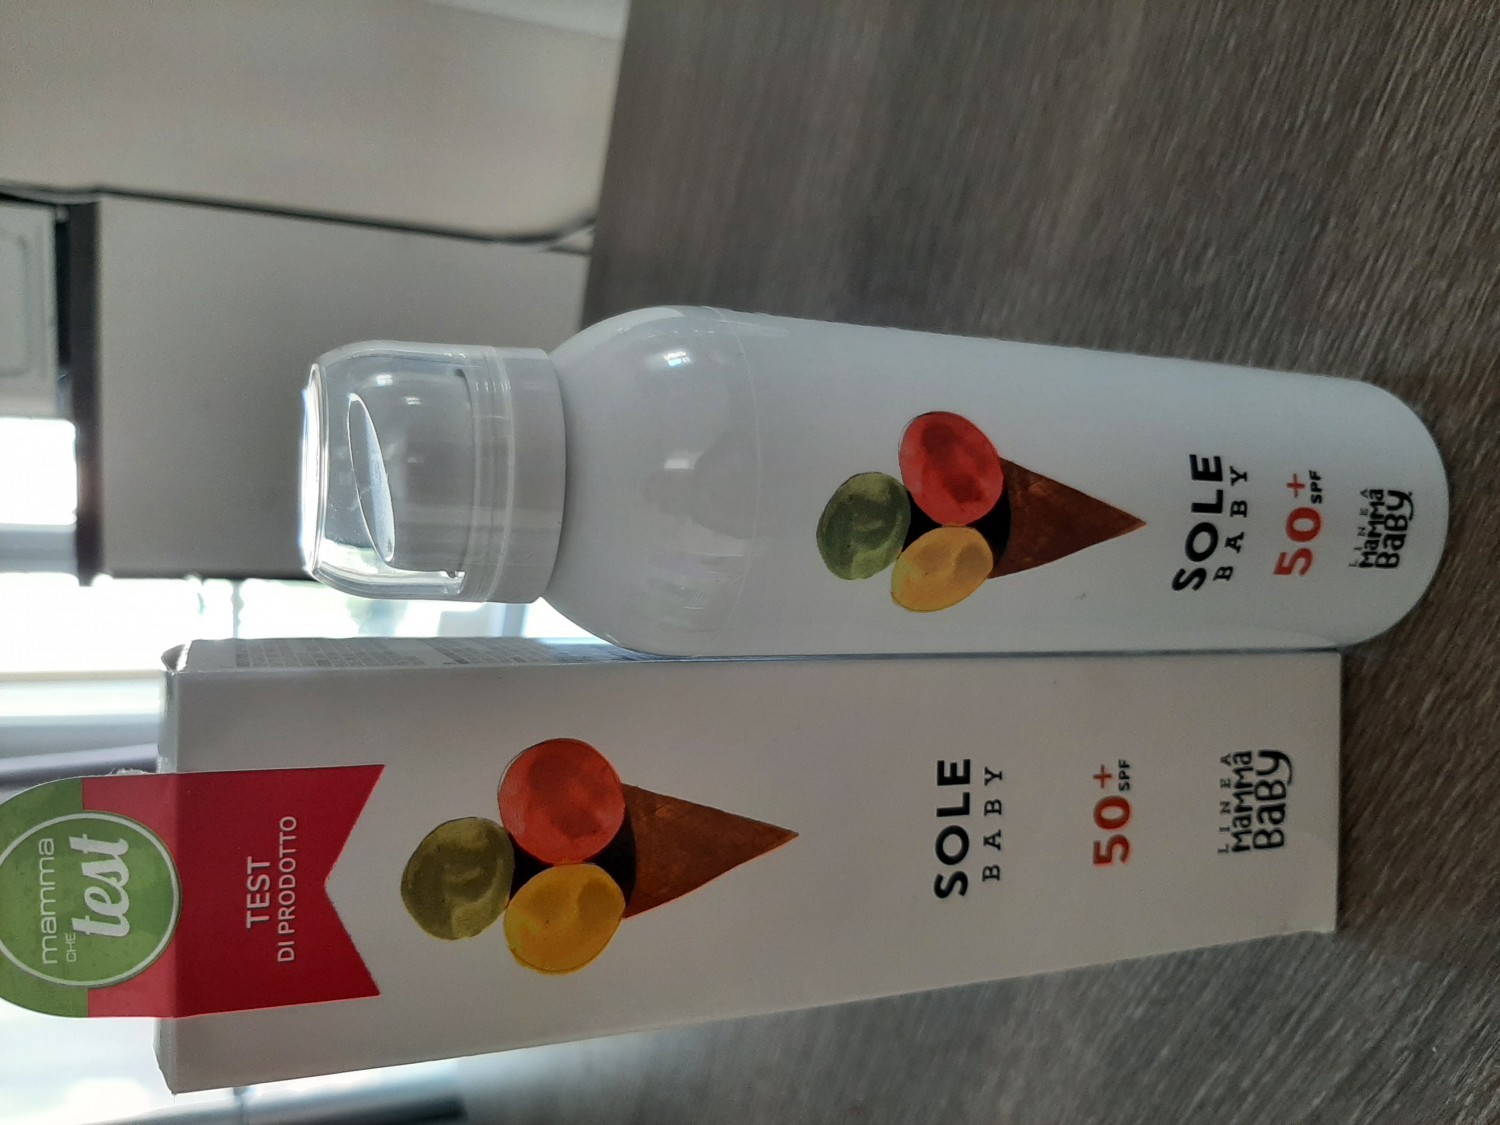 mamma
CHE
test
TEST
DI PRODOTTO
SOLE
BABY
50+
SPF
LINEA
MaMMa
BaBy
SOLE
BABY
50+
SPF
LINEA
MaMMa
BaBy